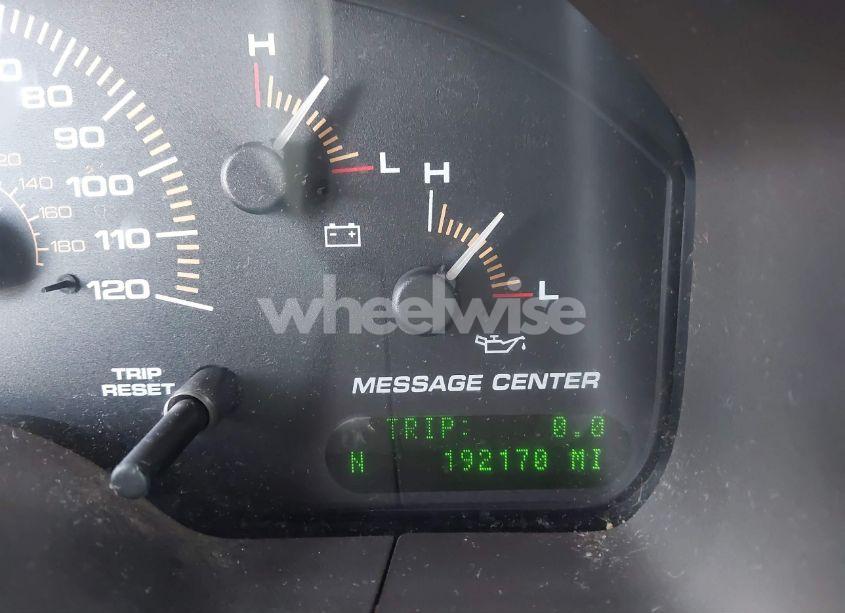 H
80
90
100
110
120
140
160
180
L
H
L
wheelwise
TRIP
RESET
MESSAGE CENTER
TRIP: 0.0
N 192170 MI